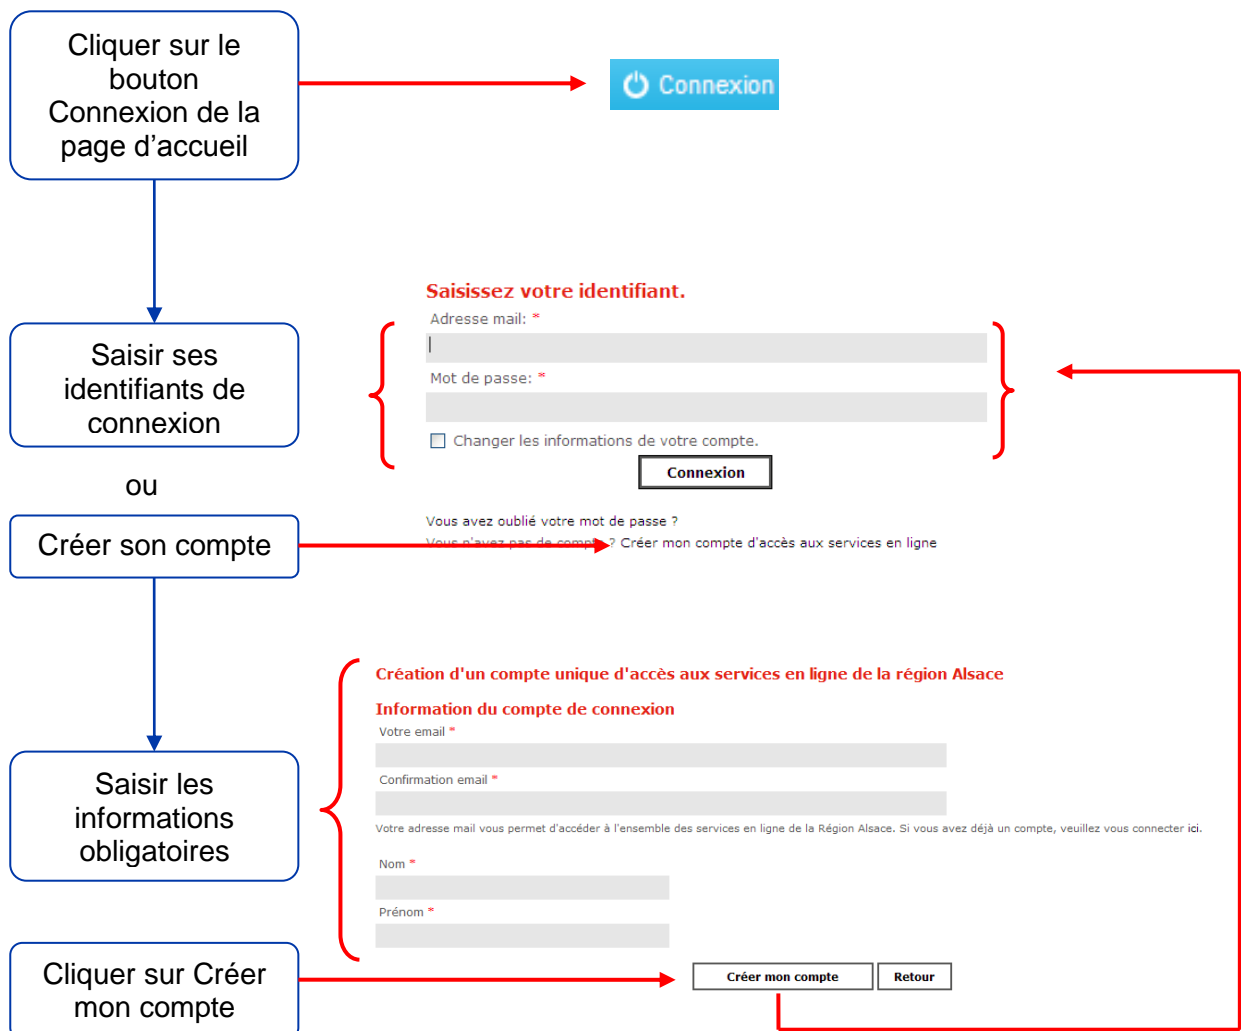 Cliquer sur le
bouton
Connexion de la
page d'accueil
Connexion
Saisissez votre identifiant.
Adresse mail: *
Saisir ses
identifiants de
connexion
Mot de passe: *
Changer les informations de votre compte.
Connexion
ou
Vous avez oublié votre mot de passe ?
Créer son compte
Vous n'avez pas de compte ? Créer mon compte d'accès aux services en ligne
Création d'un compte unique d'accès aux services en ligne de la région Alsace
Information du compte de connexion
Votre email *
Confirmation email *
Saisir les
informations
obligatoires
Votre adresse mail vous permet d'accéder à l'ensemble des services en ligne de la Région Alsace. Si vous avez déjà un compte, veuillez vous connecter ici.
Nom *
Prénom *
Cliquer sur Créer
mon compte
Créer mon compte
Retour